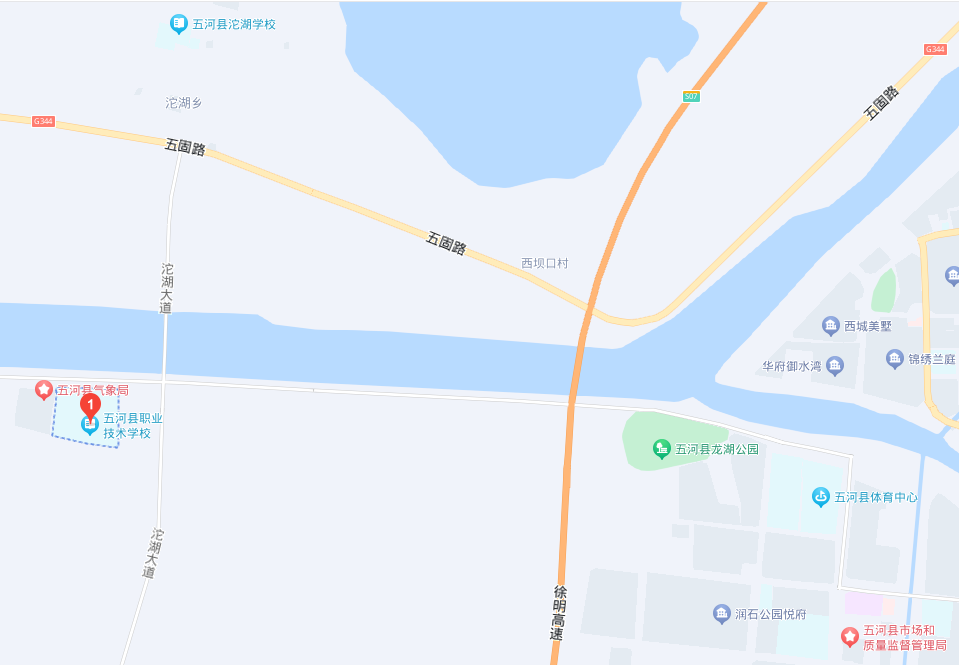 五河县沱湖学校
G344
S07
沱湖乡
五固路
G344
五固路
五固路
西坝口村
沱湖大道
西城美墅
锦绣兰庭
华府御水湾
五河县气象局
1
五河县职业
技术学校
五河县龙湖公园
五河县体育中心
沱湖大道
徐明高速
润石公园悦府
五河县市场和
质量监督管理局